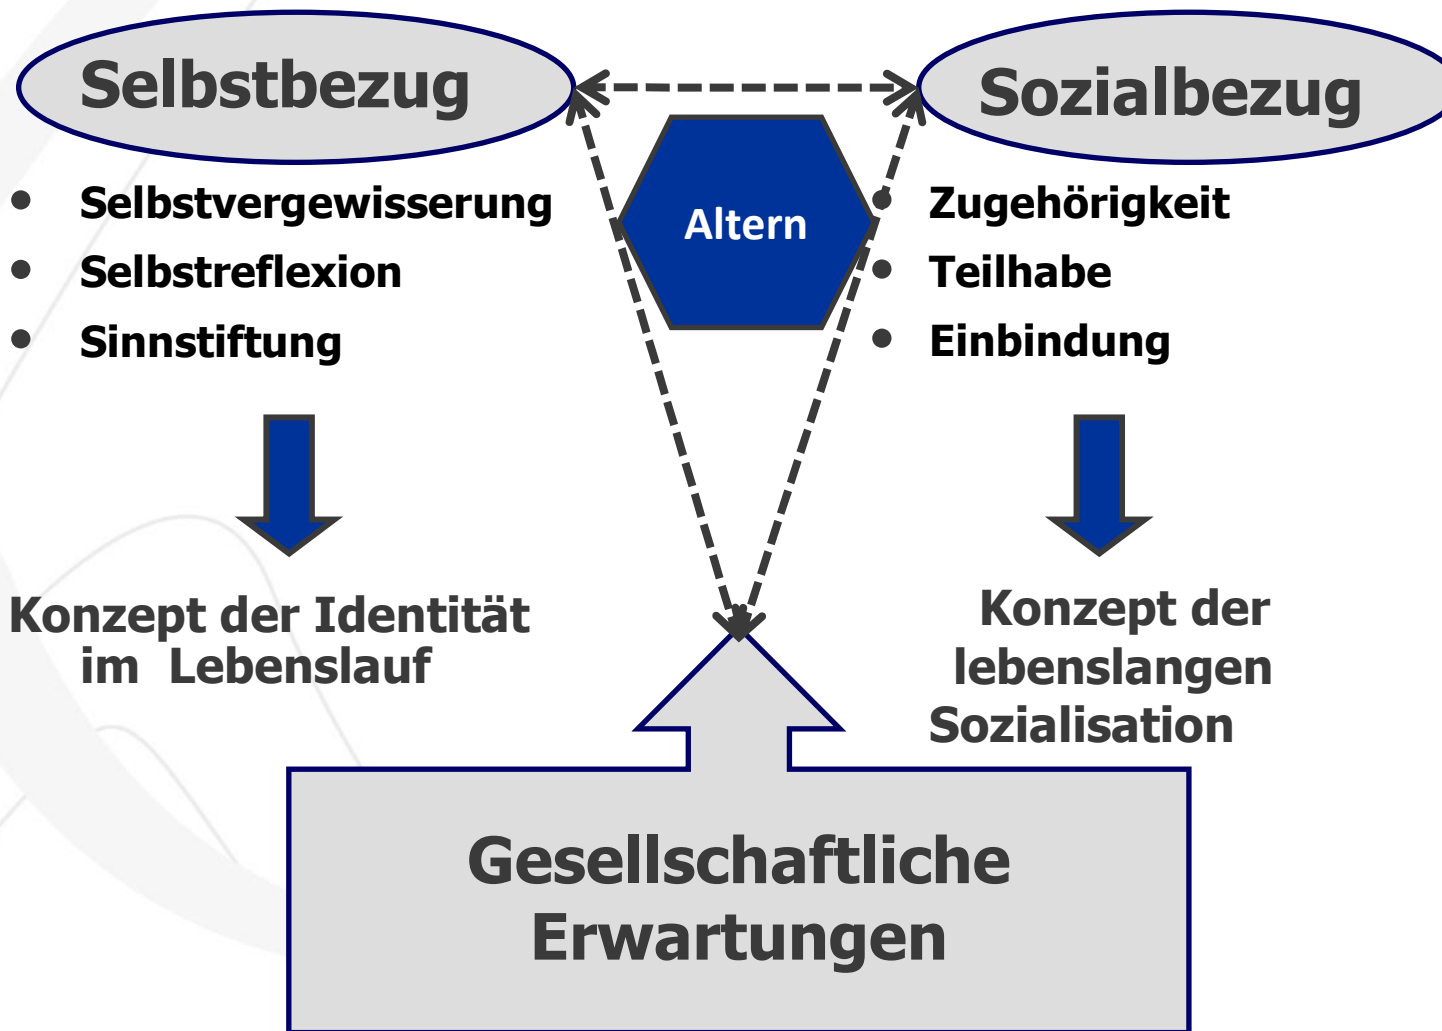 Selbstbezug
Sozialbezug
Altern
• Selbstvergewisserung
• Selbstreflexion
• Sinnstiftung
• Zugehörigkeit
• Teilhabe
• Einbindung
Konzept der Identität
im Lebenslauf
Konzept der
lebenslangen
Sozialisation
Gesellschaftliche
Erwartungen